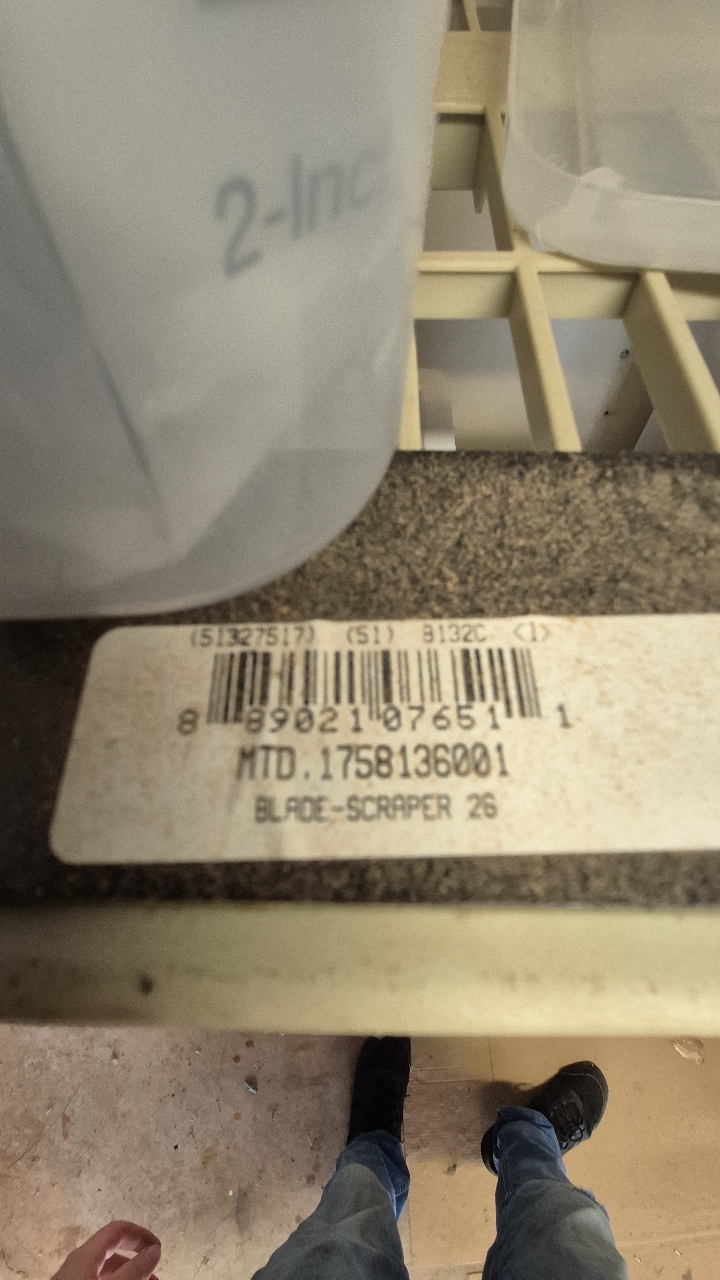 2-Inc
(51327517) (51) B132C <1>
8 89021 07651 1
MTD.1758136001
BLADE-SCRAPER 26